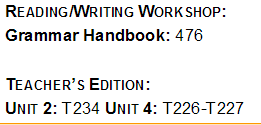 READING/WRITING WORKSHOP:
Grammar Handbook: 476
TEACHER'S EDITION:
UNIT 2: T234 UNIT 4: T226-T227